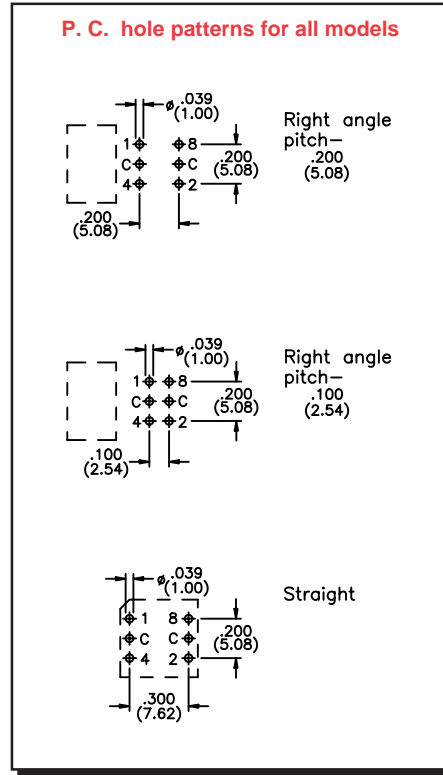 P. C. hole patterns for all models
ø.039
(1.00)
Right angle
pitch–
.200
(5.08)
1 8
C C
4 2
.200
(5.08)
.200
(5.08)
ø.039
(1.00)
Right angle
pitch–
.100
(2.54)
1 8
C C
4 2
.200
(5.08)
.100
(2.54)
ø.039
(1.00)
Straight
1 8
C C
4 2
.200
(5.08)
.300
(7.62)